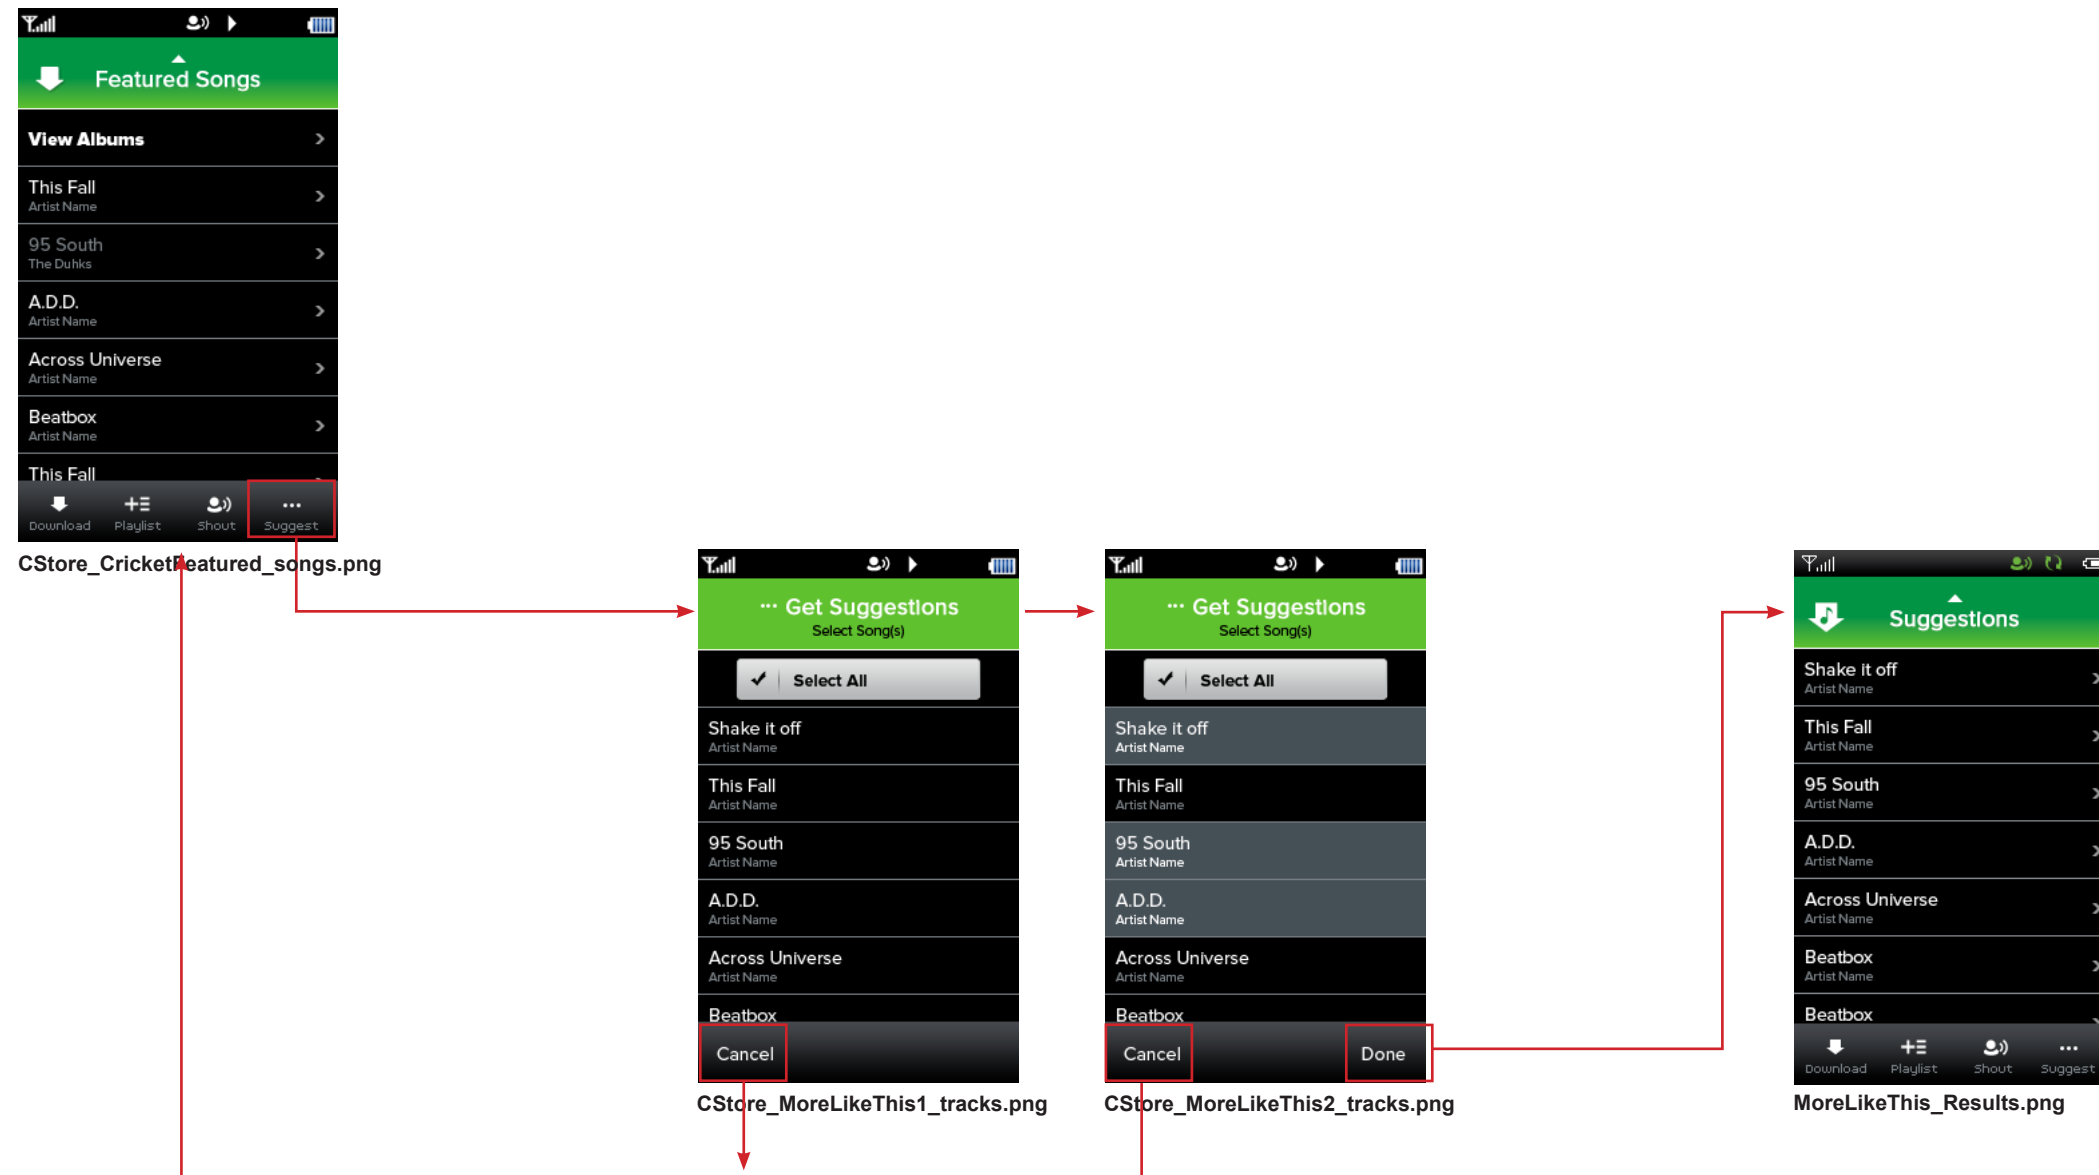 Featured Songs
View Albums
This Fall
Artist Name
95 South
The Duhks
A.D.D.
Artist Name
Across Universe
Artist Name
Beatbox
Artist Name
This Fall
Download Playlist Shout Suggest
CStore_CricketFeatured_songs.png
··· Get Suggestions
Select Song(s)
Select All
Shake it off
Artist Name
This Fall
Artist Name
95 South
Artist Name
A.D.D.
Artist Name
Across Universe
Artist Name
Beatbox
Cancel
CStore_MoreLikeThis1_tracks.png
··· Get Suggestions
Select Song(s)
Select All
Shake it off
Artist Name
This Fall
Artist Name
95 South
Artist Name
A.D.D.
Artist Name
Across Universe
Artist Name
Beatbox
Cancel Done
CStore_MoreLikeThis2_tracks.png
Suggestions
Shake it off
Artist Name
This Fall
Artist Name
95 South
Artist Name
A.D.D.
Artist Name
Across Universe
Artist Name
Beatbox
Artist Name
Beatbox
Download Playlist Shout Suggest
MoreLikeThis_Results.png